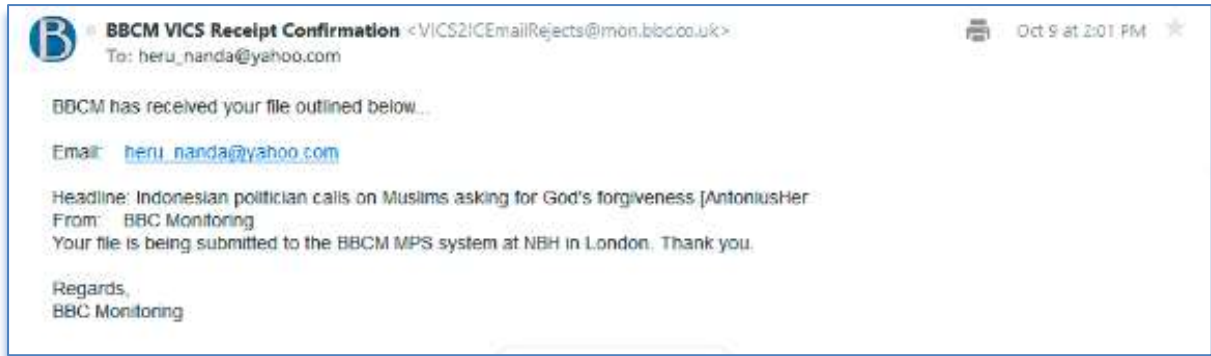 B
BBCM VICS Receipt Confirmation <VICS2ICEmailRejects@mon.bbc.co.uk> Oct 9 at 2:01 PM
To: heru_nanda@yahoo.com
BBCM has received your file outlined below...
Email: heru_nanda@yahoo.com
Headline: Indonesian politician calls on Muslims asking for God's forgiveness [AntoniusHer
From: BBC Monitoring
Your file is being submitted to the BBCM MPS system at NBH in London. Thank you.
Regards,
BBC Monitoring